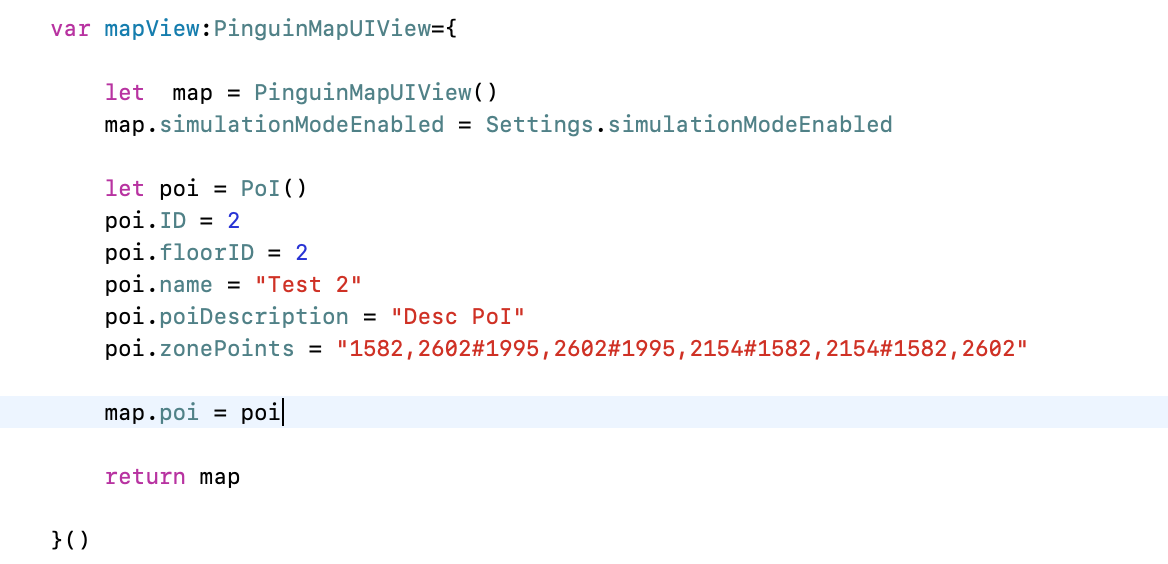 var mapView:PinguinMapUIView={
let  map = PinguinMapUIView()
map.simulationModeEnabled = Settings.simulationModeEnabled
let poi = PoI()
poi.ID = 2
poi.floorID = 2
poi.name = "Test 2"
poi.poiDescription = "Desc PoI"
poi.zonePoints = "1582,2602#1995,2602#1995,2154#1582,2154#1582,2602"
map.poi = poi
return map
}()